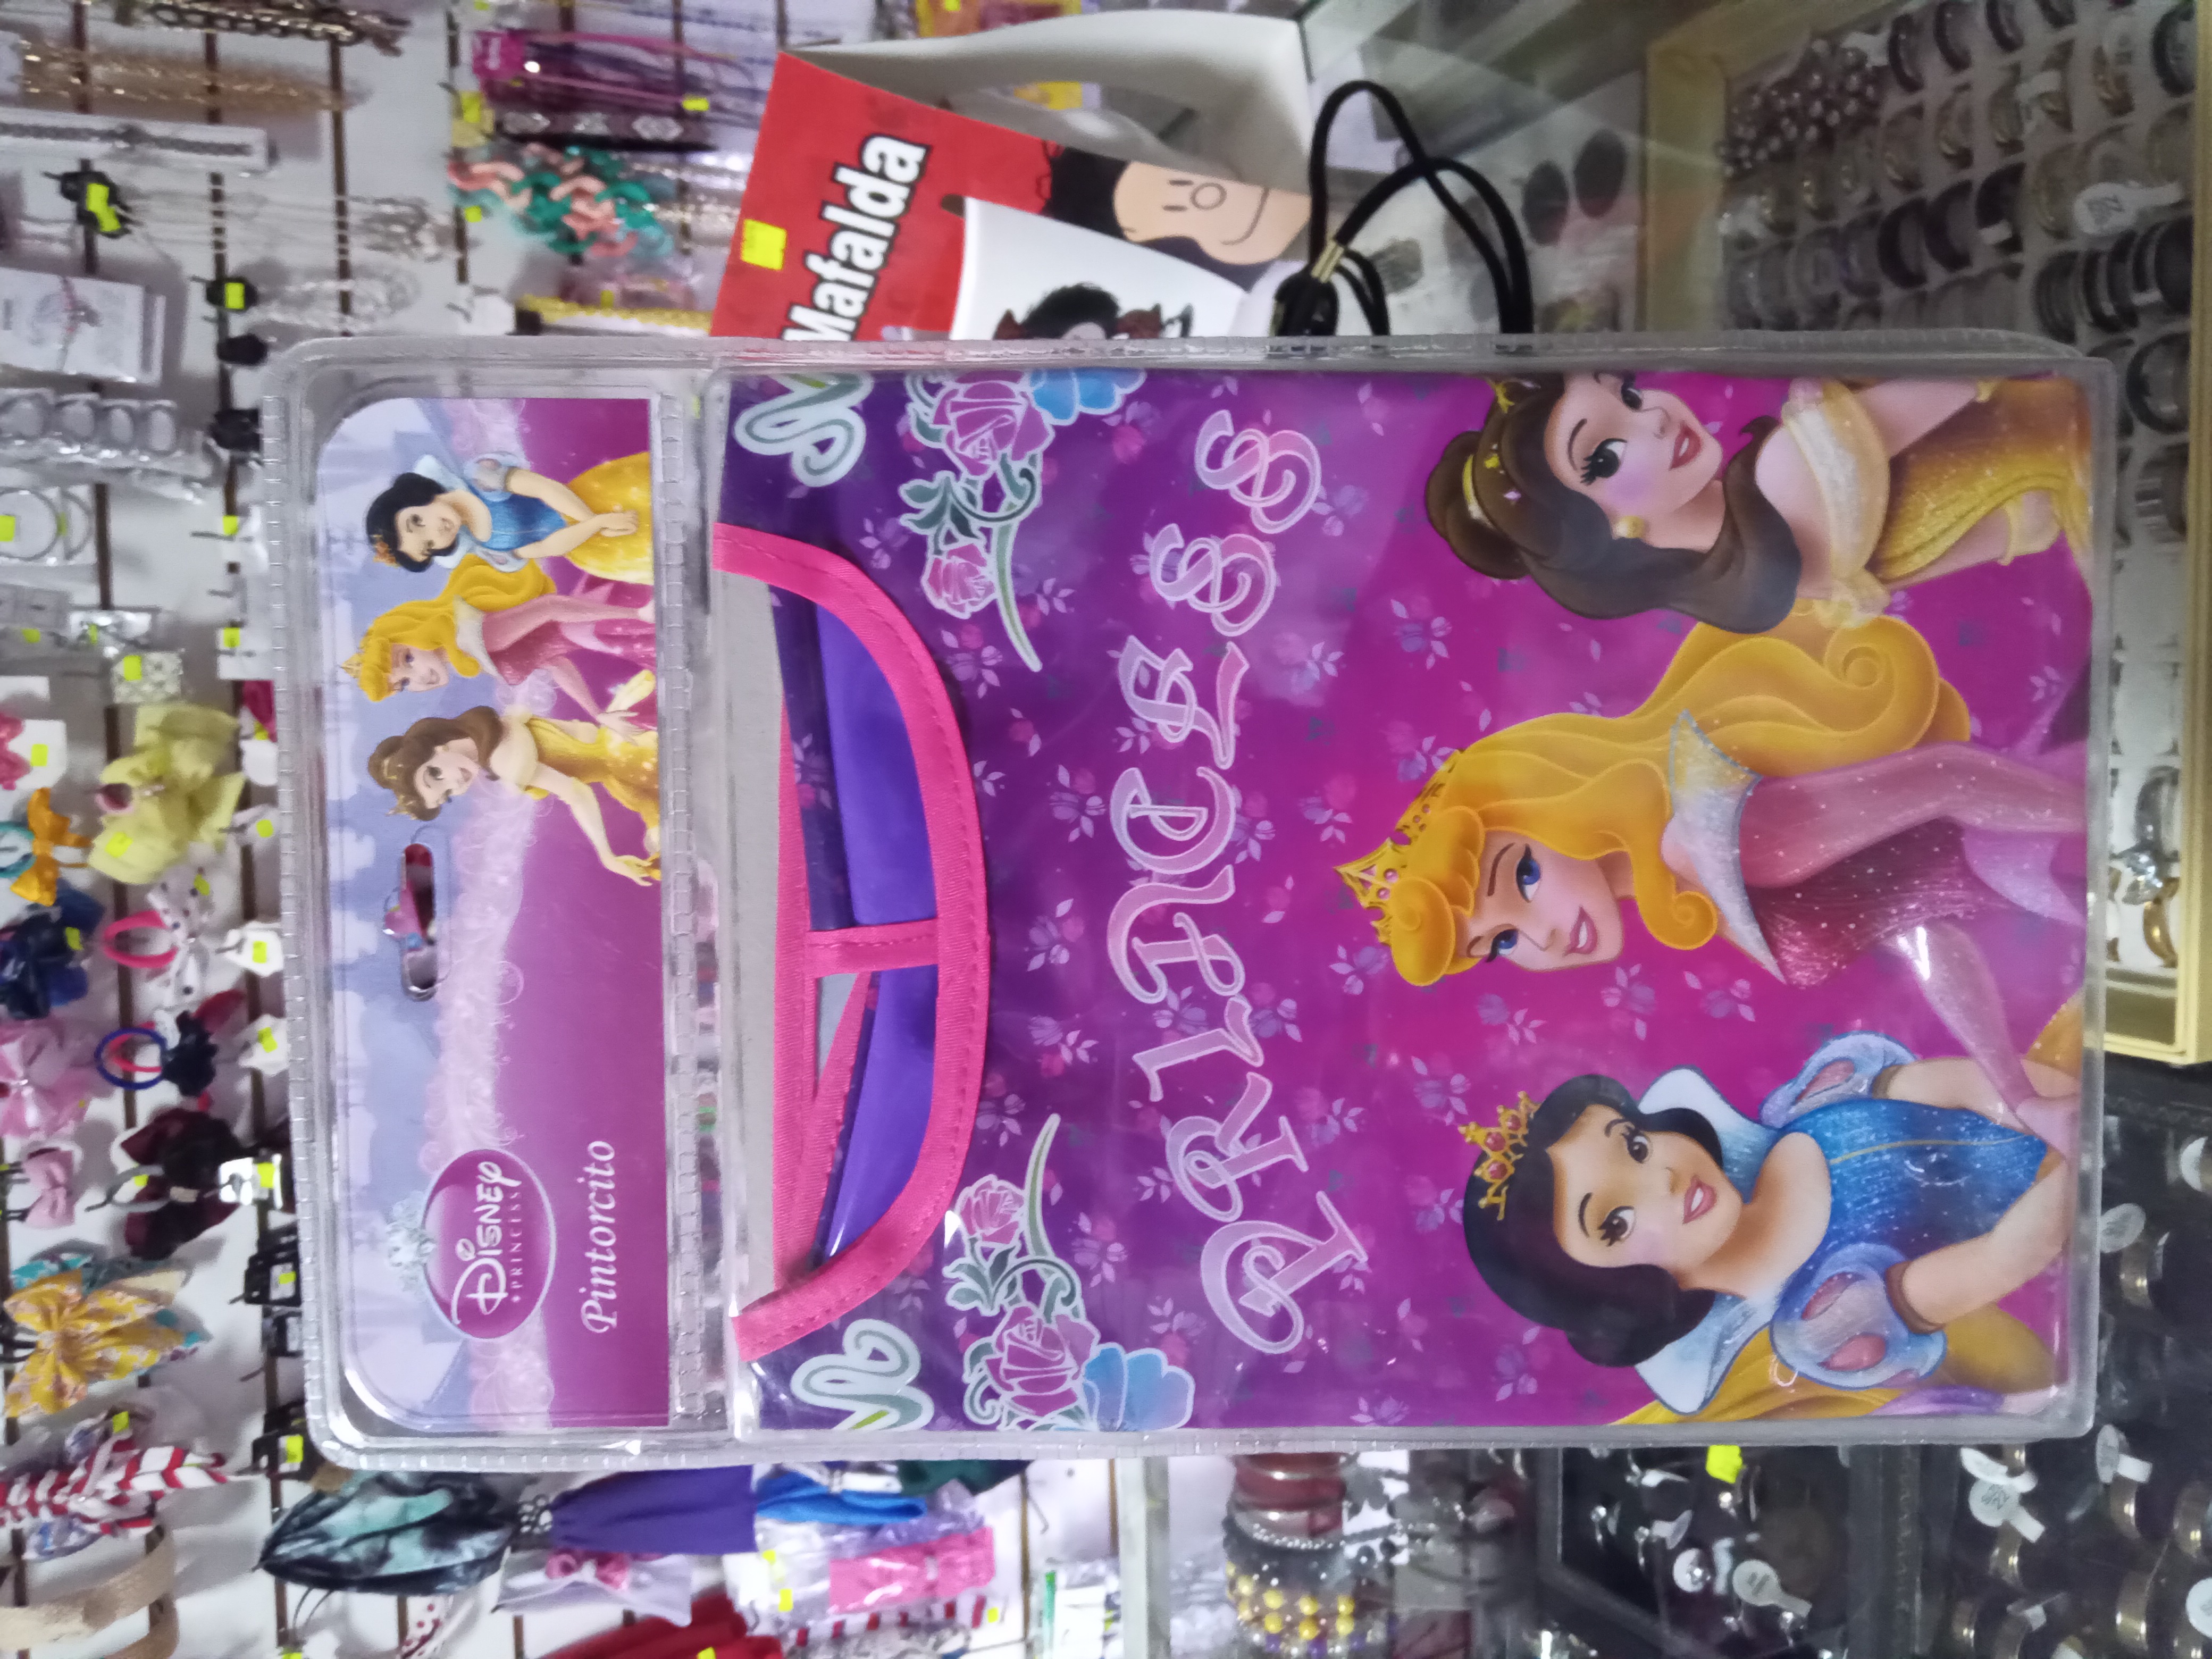 Disney
PRINCESS
Pintorcito
Mafalda
PRINCESS